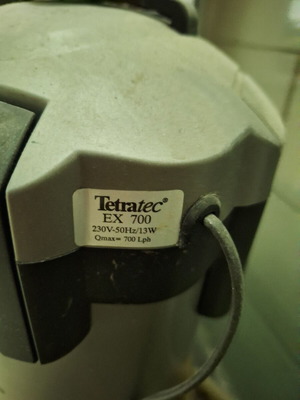 Tetratec®
EX 700
230V-50Hz/13W
Qmax= 700 Lph